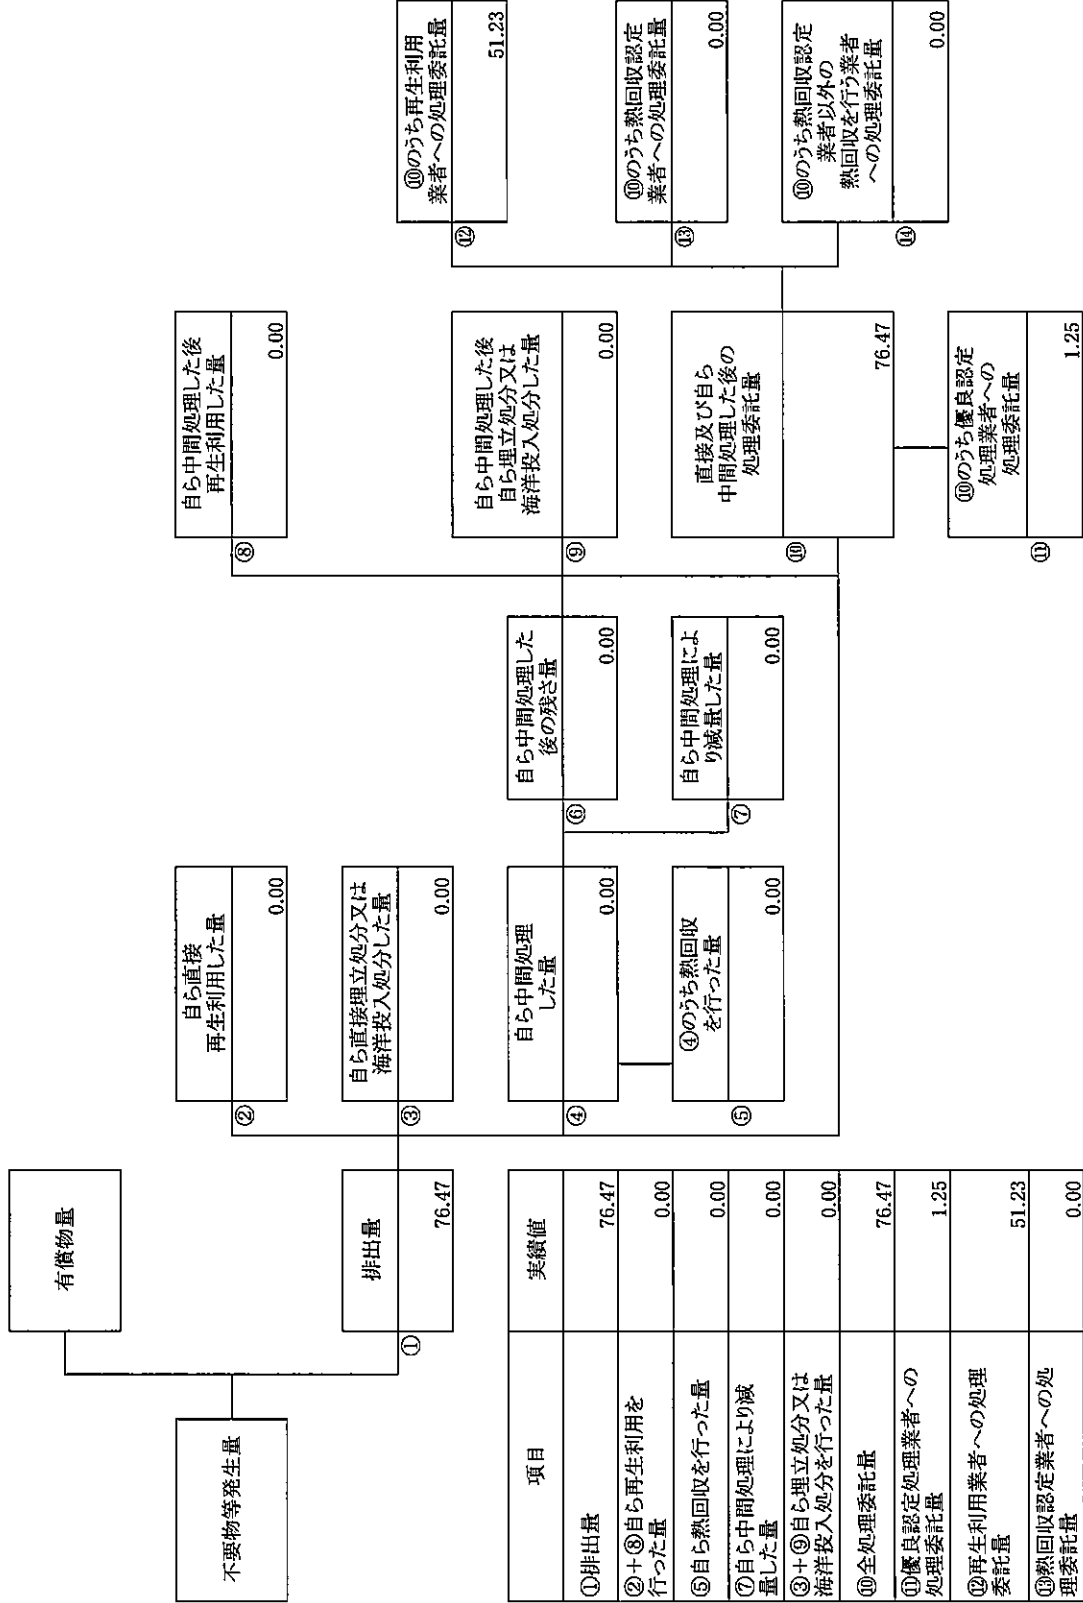 有償物量
不要物等発生量
排出量
①
76.47
自ら直接
再生利用した量
②
0.00
自ら直接埋立処分又は
海洋投入処分した量
③
0.00
自ら中間処理
した量
④
0.00
④のうち熱回収
を行った量
⑤
0.00
自ら中間処理した
後の残さ量
⑥
0.00
自ら中間処理によ
り減量した量
⑦
0.00
自ら中間処理した後
再生利用した量
⑧
0.00
自ら中間処理した後
自ら埋立処分又は
海洋投入処分した量
⑨
0.00
直接及び自ら
中間処理した後の
処理委託量
⑩
76.47
⑩のうち優良認定
処理業者への
処理委託量
⑪
1.25
⑩のうち再生利用
業者への処理委託量
⑫
51.23
⑩のうち熱回収認定
業者への処理委託量
⑬
0.00
⑩のうち熱回収認定
業者以外の
熱回収を行う業者
への処理委託量
⑭
0.00
項目 実績値
①排出量 76.47
②+⑧自ら再生利用を
行った量 0.00
⑤自ら熱回収を行った量 0.00
⑦自ら中間処理により減
量した量 0.00
③+⑨自ら埋立処分又は
海洋投入処分を行った量 0.00
⑩全処理委託量 76.47
⑪優良認定処理業者への
処理委託量 1.25
⑫再生利用業者への処理
委託量 51.23
⑬熱回収認定業者への処
理委託量 0.00